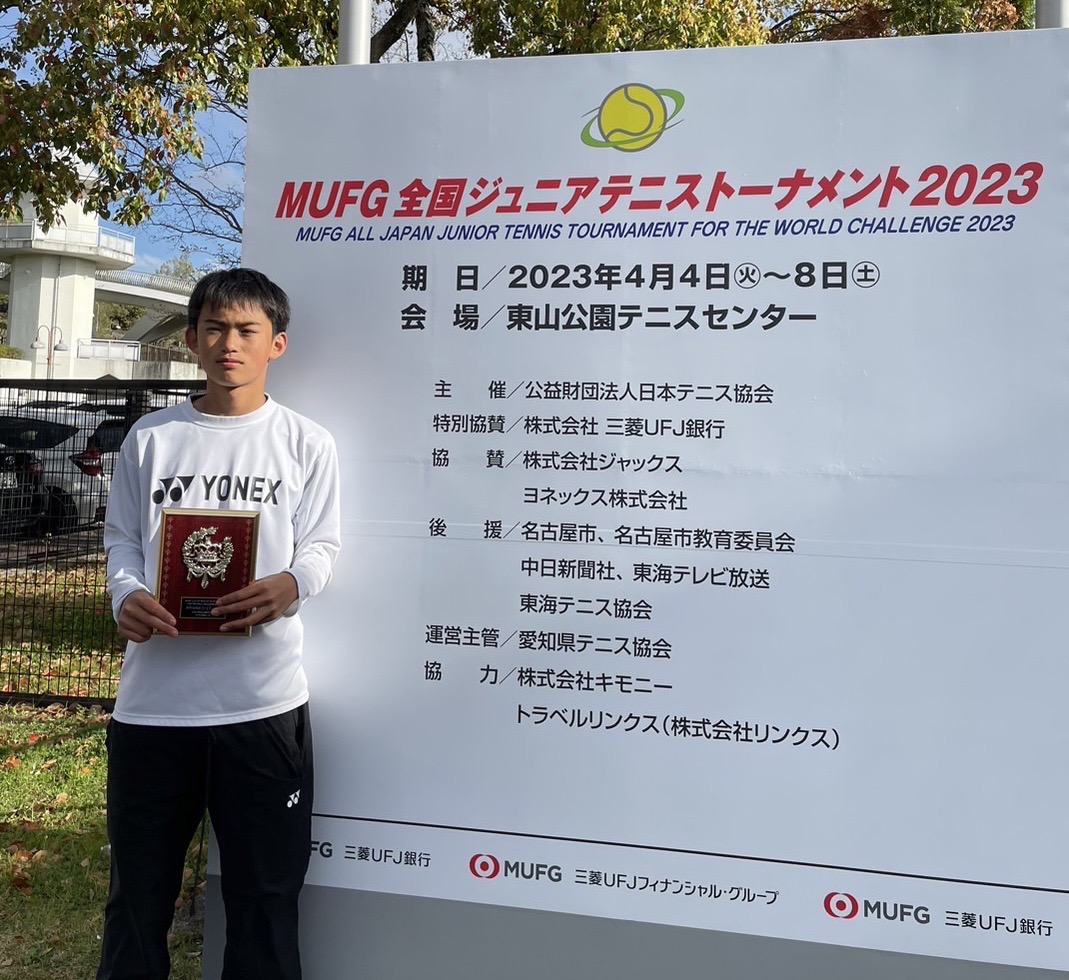 MUFG 全国ジュニアテニストーナメント2023
MUFG ALL JAPAN JUNIOR TENNIS TOURNAMENT FOR THE WORLD CHALLENGE 2023
期 日／2023年4月4日㊋〜8日㊏
会 場／東山公園テニスセンター
主 催／公益財団法人日本テニス協会
特別協賛／株式会社 三菱UFJ銀行
協 賛／株式会社ジャックス
ヨネックス株式会社
YONEX
後 援／名古屋市、名古屋市教育委員会
中日新聞社、東海テレビ放送
東海テニス協会
運営主管／愛知県テニス協会
協 力／株式会社キモニー
トラベルリンクス(株式会社リンクス)
FG 三菱UFJ銀行 MUFG 三菱UFJフィナンシャル・グループ MUFG 三菱UFJ銀行